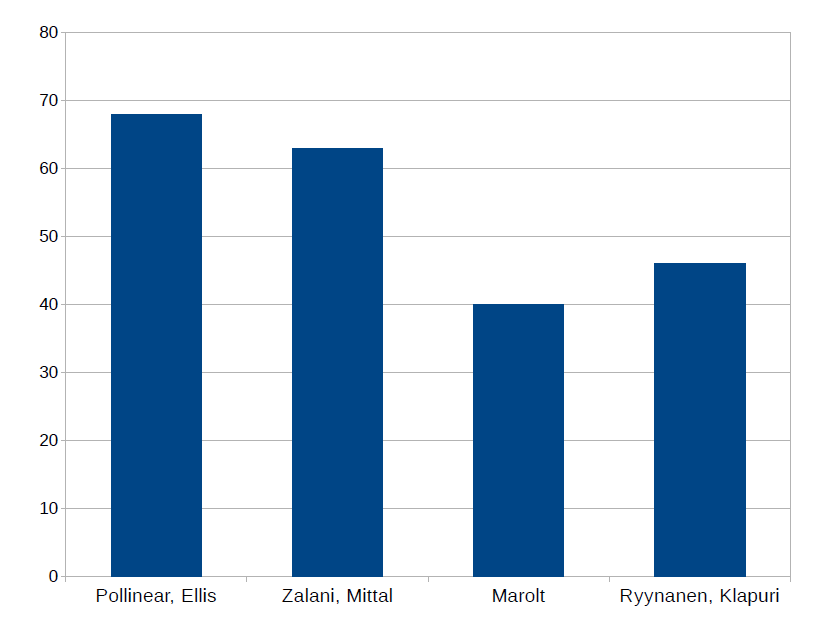 80
70
60
50
40
30
20
10
0
Pollinear, Ellis
Zalani, Mittal
Marolt
Ryynanen, Klapuri